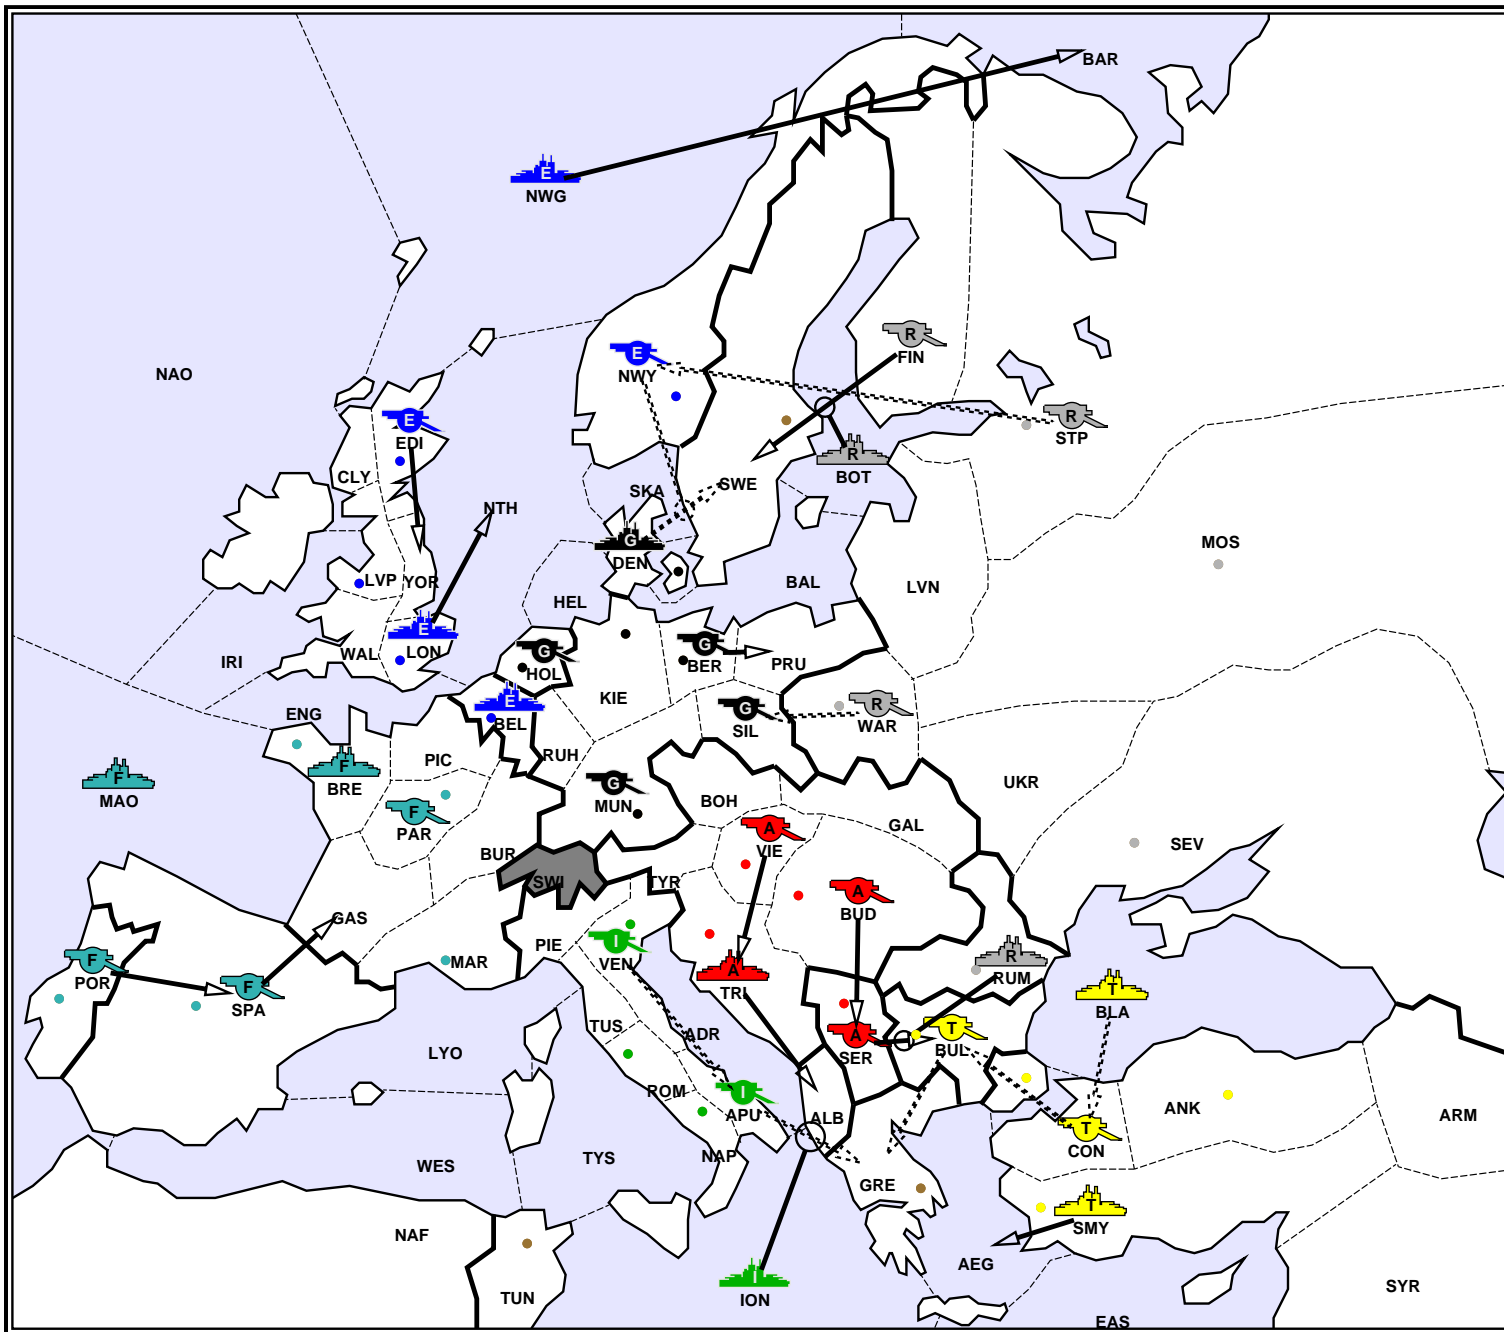 BAR
E
NWG
NAO
E
NWY
R
FIN
E
EDI
R
STP
CLY
SKA
SWE
R
BOT
NTH
G
DEN
MOS
LVP
YOR
BAL
LVN
HEL
E
LON
IRI
WAL
G
HOL
G
BER
PRU
KIE
ENG
E
BEL
G
SIL
R
WAR
PIC
RUH
F
MAO
F
BRE
G
MUN
BOH
UKR
F
PAR
A
VIE
GAL
SEV
BUR
SWI
TYR
A
BUD
GAS
PIE
I
VEN
MAR
F
POR
F
SPA
A
TRI
R
RUM
T
BLA
TUS
ADR
A
SER
T
BUL
LYO
ROM
I
APU
ALB
ANK
ARM
T
CON
WES
TYS
NAP
GRE
T
SMY
NAF
AEG
I
ION
TUN
SYR
EAS